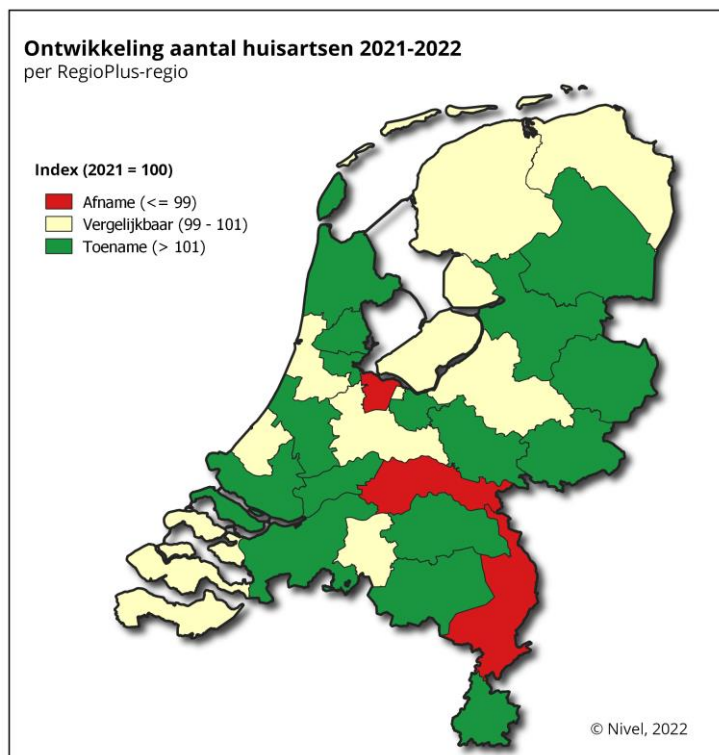 Ontwikkeling aantal huisartsen 2021-2022
per RegioPlus-regio
Index (2021 = 100)
Afname (<= 99)
Vergelijkbaar (99 - 101)
Toename (> 101)
© Nivel, 2022